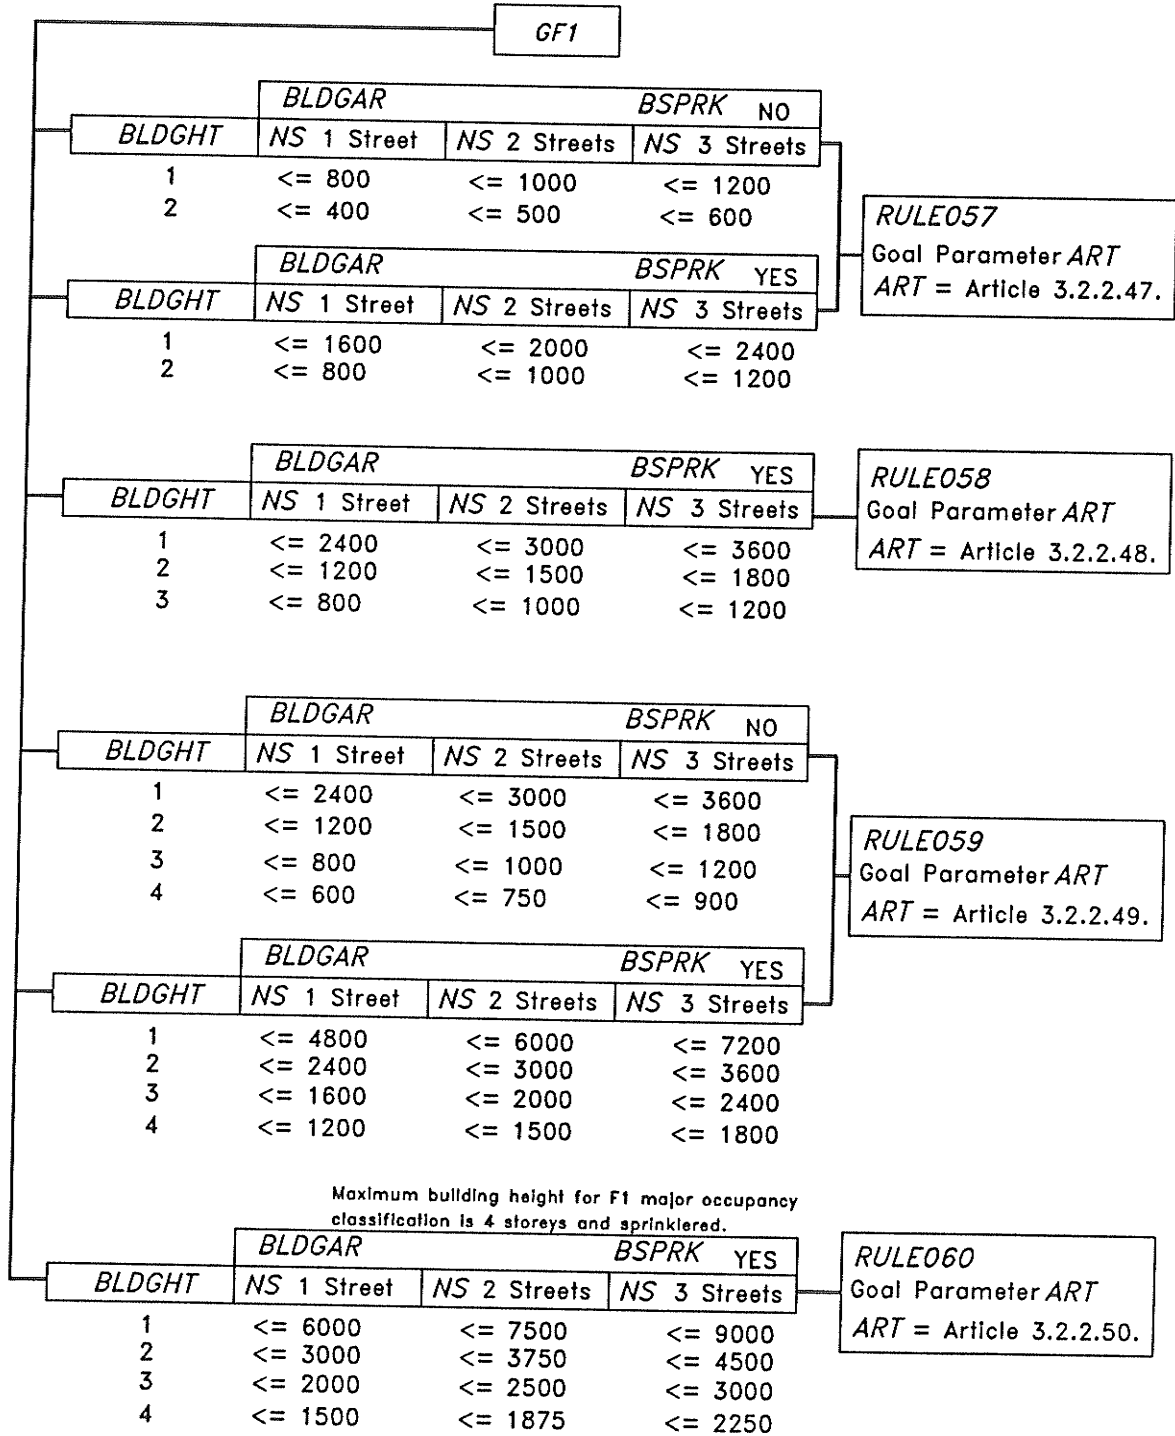 GF1
BLDGAR BSPRK NO
BLDGHT NS 1 Street NS 2 Streets NS 3 Streets
1 <= 800 <= 1000 <= 1200
2 <= 400 <= 500 <= 600
BLDGAR BSPRK YES
BLDGHT NS 1 Street NS 2 Streets NS 3 Streets
1 <= 1600 <= 2000 <= 2400
2 <= 800 <= 1000 <= 1200
RULE057
Goal Parameter ART
ART = Article 3.2.2.47.
BLDGAR BSPRK YES
BLDGHT NS 1 Street NS 2 Streets NS 3 Streets
1 <= 2400 <= 3000 <= 3600
2 <= 1200 <= 1500 <= 1800
3 <= 800 <= 1000 <= 1200
RULE058
Goal Parameter ART
ART = Article 3.2.2.48.
BLDGAR BSPRK NO
BLDGHT NS 1 Street NS 2 Streets NS 3 Streets
1 <= 2400 <= 3000 <= 3600
2 <= 1200 <= 1500 <= 1800
3 <= 800 <= 1000 <= 1200
4 <= 600 <= 750 <= 900
BLDGAR BSPRK YES
BLDGHT NS 1 Street NS 2 Streets NS 3 Streets
1 <= 4800 <= 6000 <= 7200
2 <= 2400 <= 3000 <= 3600
3 <= 1600 <= 2000 <= 2400
4 <= 1200 <= 1500 <= 1800
RULE059
Goal Parameter ART
ART = Article 3.2.2.49.
Maximum building height for F1 major occupancy
classification is 4 storeys and sprinklered.
BLDGAR BSPRK YES
BLDGHT NS 1 Street NS 2 Streets NS 3 Streets
1 <= 6000 <= 7500 <= 9000
2 <= 3000 <= 3750 <= 4500
3 <= 2000 <= 2500 <= 3000
4 <= 1500 <= 1875 <= 2250
RULE060
Goal Parameter ART
ART = Article 3.2.2.50.